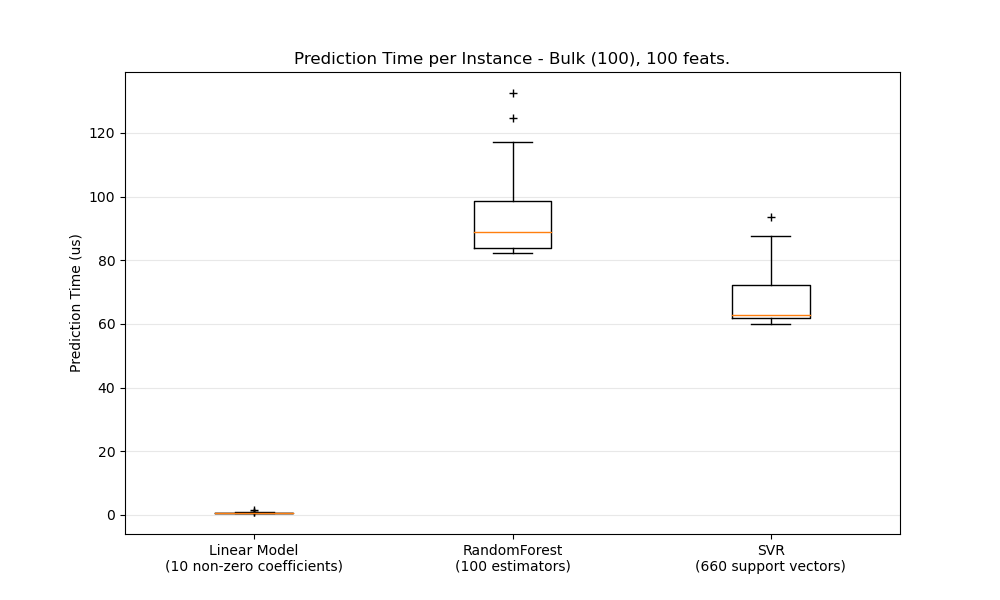 Prediction Time per Instance - Bulk (100), 100 feats.
Prediction Time (us)
120
100
80
60
40
20
0
Linear Model
(10 non-zero coefficients)
RandomForest
(100 estimators)
SVR
(660 support vectors)